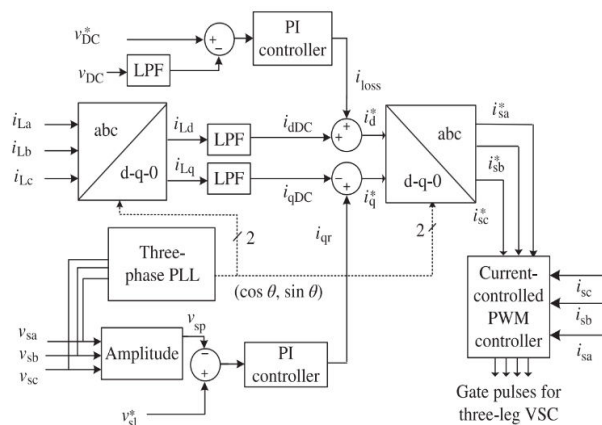 v*DC
PI
controller
vDC
LPF
iloss
iLa
iLb
iLc
abc
d-q-0
iLd
iLq
LPF
LPF
idDC
iqDC
i*d
i*q
abc
d-q-0
i*sa
i*sb
i*sc
iqr
2
2
Three-
phase PLL
(cos θ, sin θ)
Current-
controlled
PWM
controller
isc
isb
isa
vsa
vsb
vsc
Amplitude
vsp
PI
controller
v*sl
Gate pulses for
three-leg VSC